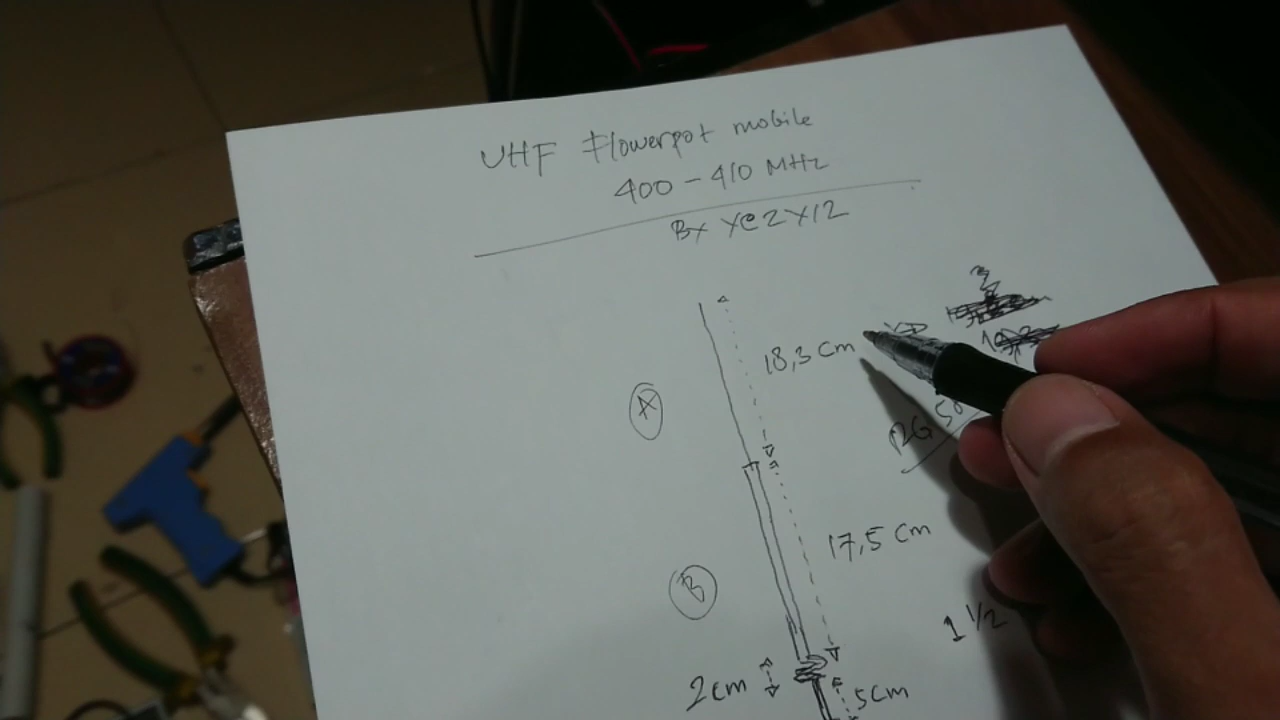 UHF Flowerpot mobile
400 - 410 MHz
By YC2YIZ
18,3 cm
A
RG 58
17,5 cm
B
1 1/2
2cm
5cm